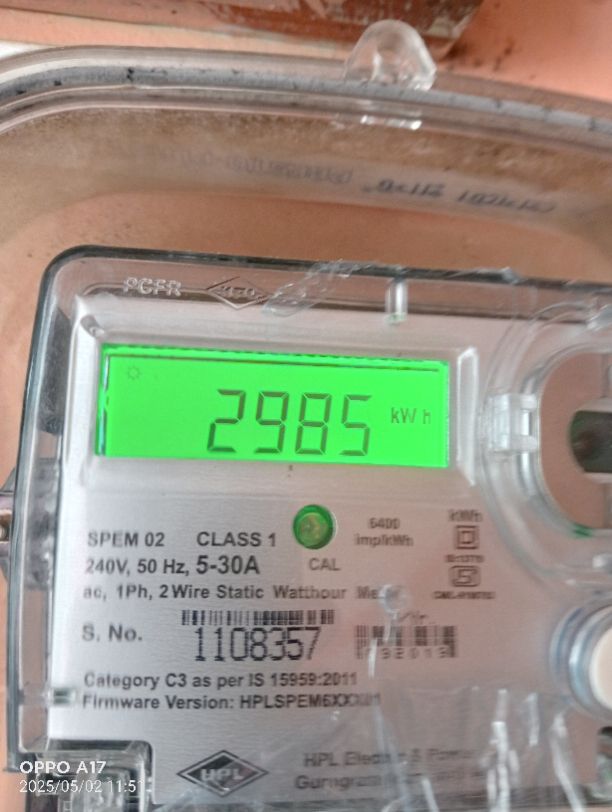 PCFR
2985 kWh
SPEM 02 CLASS 1 6400 imp/kWh kWh
240V, 50 Hz, 5-30A CAL
ac, 1Ph, 2 Wire Static Watthour
S. No. 1108357
Category C3 as per IS 15959:2011
Firmware Version:
HPL HPL
OPPO A17
2025/05/02 11:51